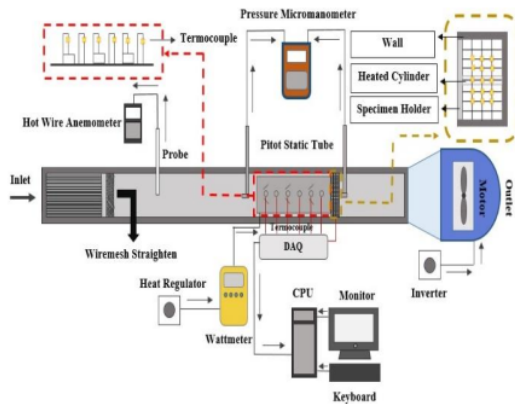 Pressure Micromanometer
Termocouple
Wall
Heated Cylinder
Specimen Holder
Hot Wire Anemometer
Pitot Static Tube
Probe
Inlet
Motor
Outlet
Wiremesh Straighten
Termocouple
DAQ
Heat Regulator
Wattmeter
CPU
Monitor
Inverter
Keyboard